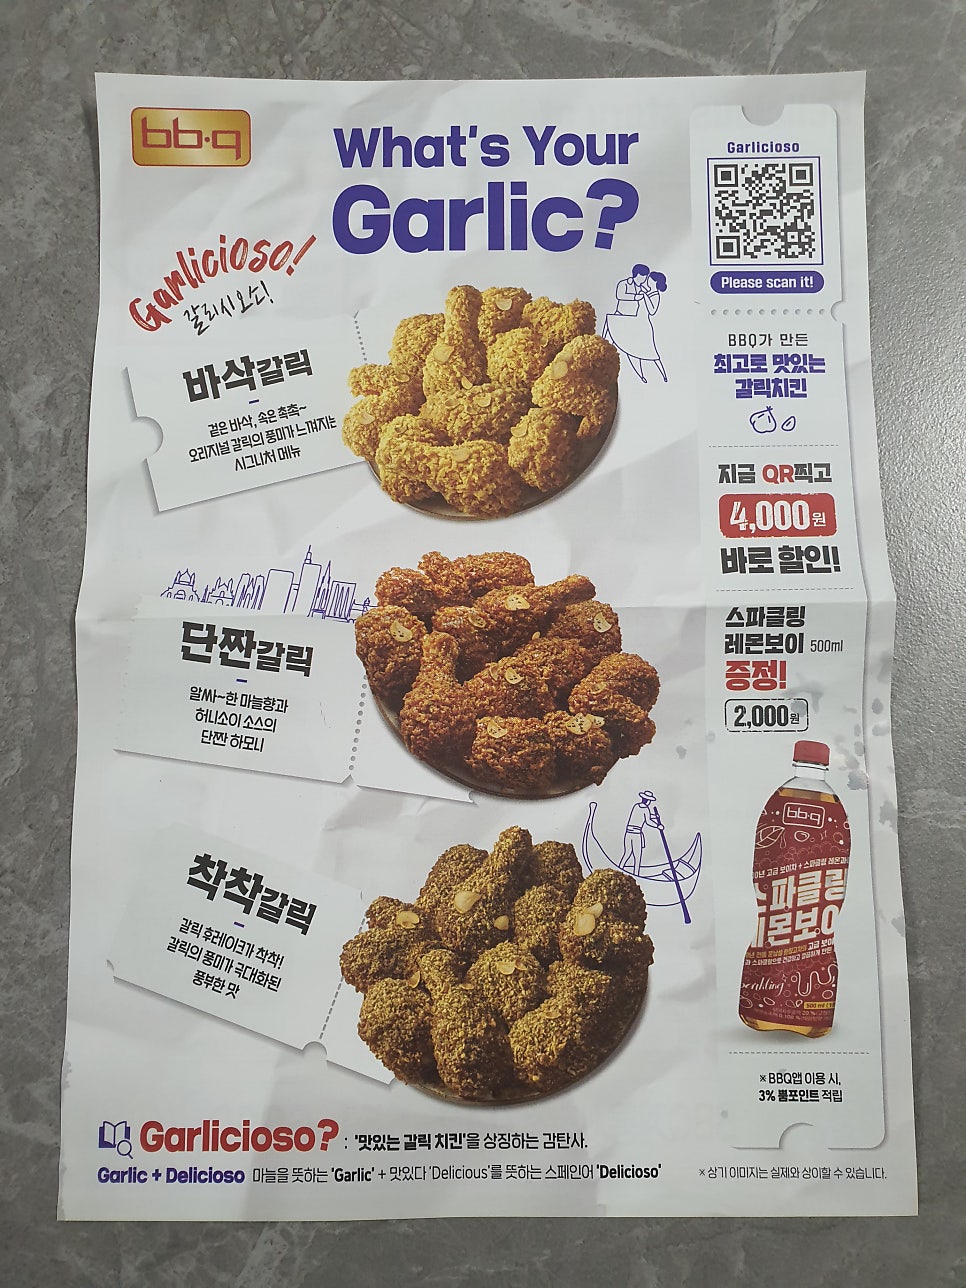 bb·q
What's Your
Garlic?
Garlicioso!
갈리시오소!
바삭갈릭
겉은 바삭, 속은 촉촉~
오리지널 갈릭의 풍미가 느껴지는
시그니처 메뉴
단짠갈릭
알싸~한 마늘향과
허니소이 소스의
단짠 하모니
착착갈릭
갈릭 후레이크가 착착!
갈릭의 풍미가 극대화된
풍부한 맛
Garlicioso
Please scan it!
BBQ가 만든
최고로 맛있는
갈릭치킨
지금 QR찍고
4,000원
바로 할인!
스파클링
레몬보이 500ml
증정!
2,000원
bb·q
스파클링
레몬보이
sparkling
500 ml
※ BBQ앱 이용 시,
3% 뿜포인트 적립
Garlicioso? : '맛있는 갈릭 치킨'을 상징하는 감탄사.
Garlic + Delicioso 마늘을 뜻하는 'Garlic' + 맛있다 'Delicious'를 뜻하는 스페인어 'Delicioso'
※ 상기 이미지는 실제와 상이할 수 있습니다.